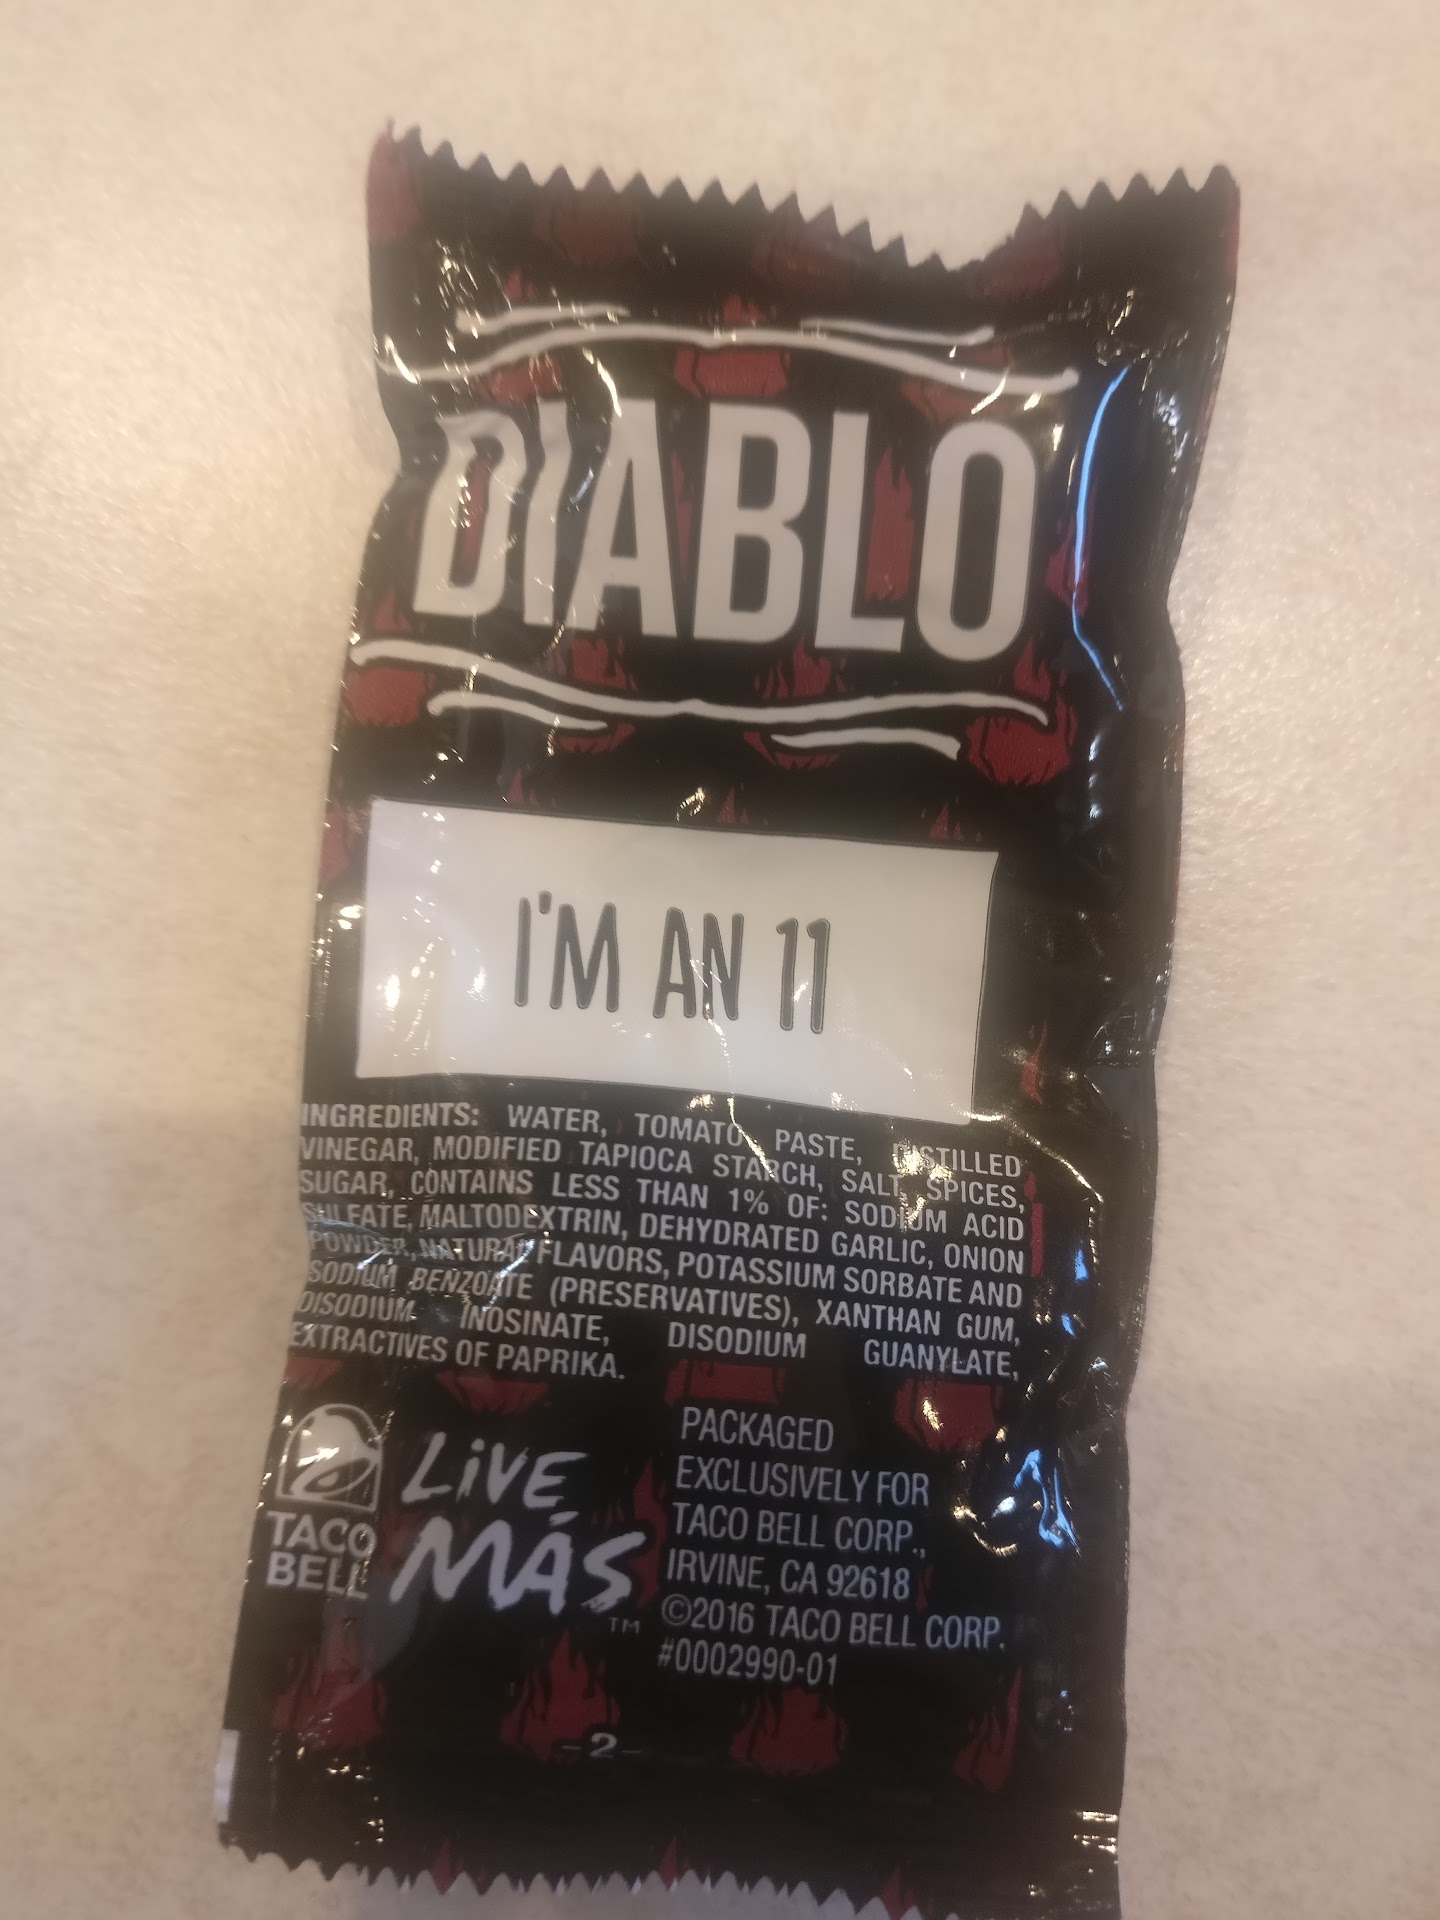 DIABLO
I'M AN 11
INGREDIENTS: WATER, TOMATO PASTE, DISTILLED
VINEGAR, MODIFIED TAPIOCA STARCH, SALT, SPICES,
SUGAR, CONTAINS LESS THAN 1% OF: SODIUM ACID
SULFATE, MALTODEXTRIN, DEHYDRATED GARLIC, ONION
POWDER, NATURAL FLAVORS, POTASSIUM SORBATE AND
SODIUM BENZOATE (PRESERVATIVES), XANTHAN GUM,
DISODIUM INOSINATE, DISODIUM GUANYLATE,
EXTRACTIVES OF PAPRIKA.
TACO
BELL
LiVE
MÁS
TM
PACKAGED
EXCLUSIVELY FOR
TACO BELL CORP.,
IRVINE, CA 92618
©2016 TACO BELL CORP.
#0002990-01
-2-